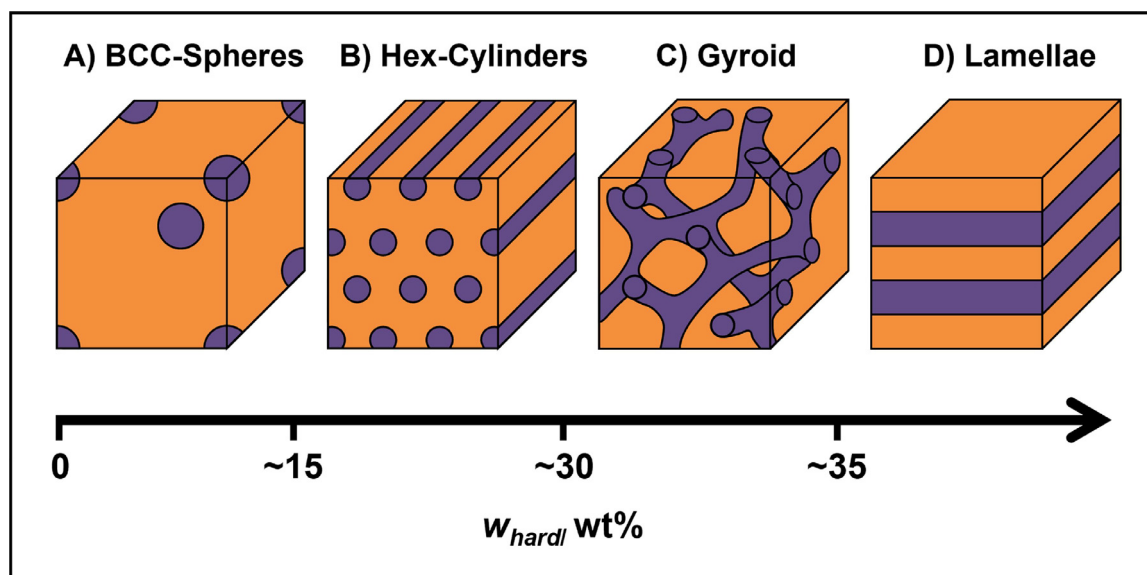 A) BCC-Spheres B) Hex-Cylinders C) Gyroid D) Lamellae
0 ~15 ~30 ~35
w_hard/ wt%